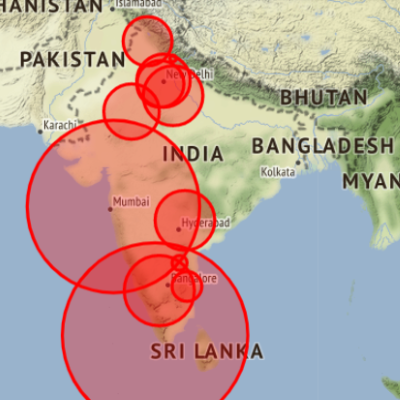 HANISTAN
Islamabad
PAKISTAN
New Delhi
BHUTAN
Karachi
INDIA
BANGLADESH
Kolkata
MYAN
Mumbai
Hyderabad
Bangalore
SRI LANKA